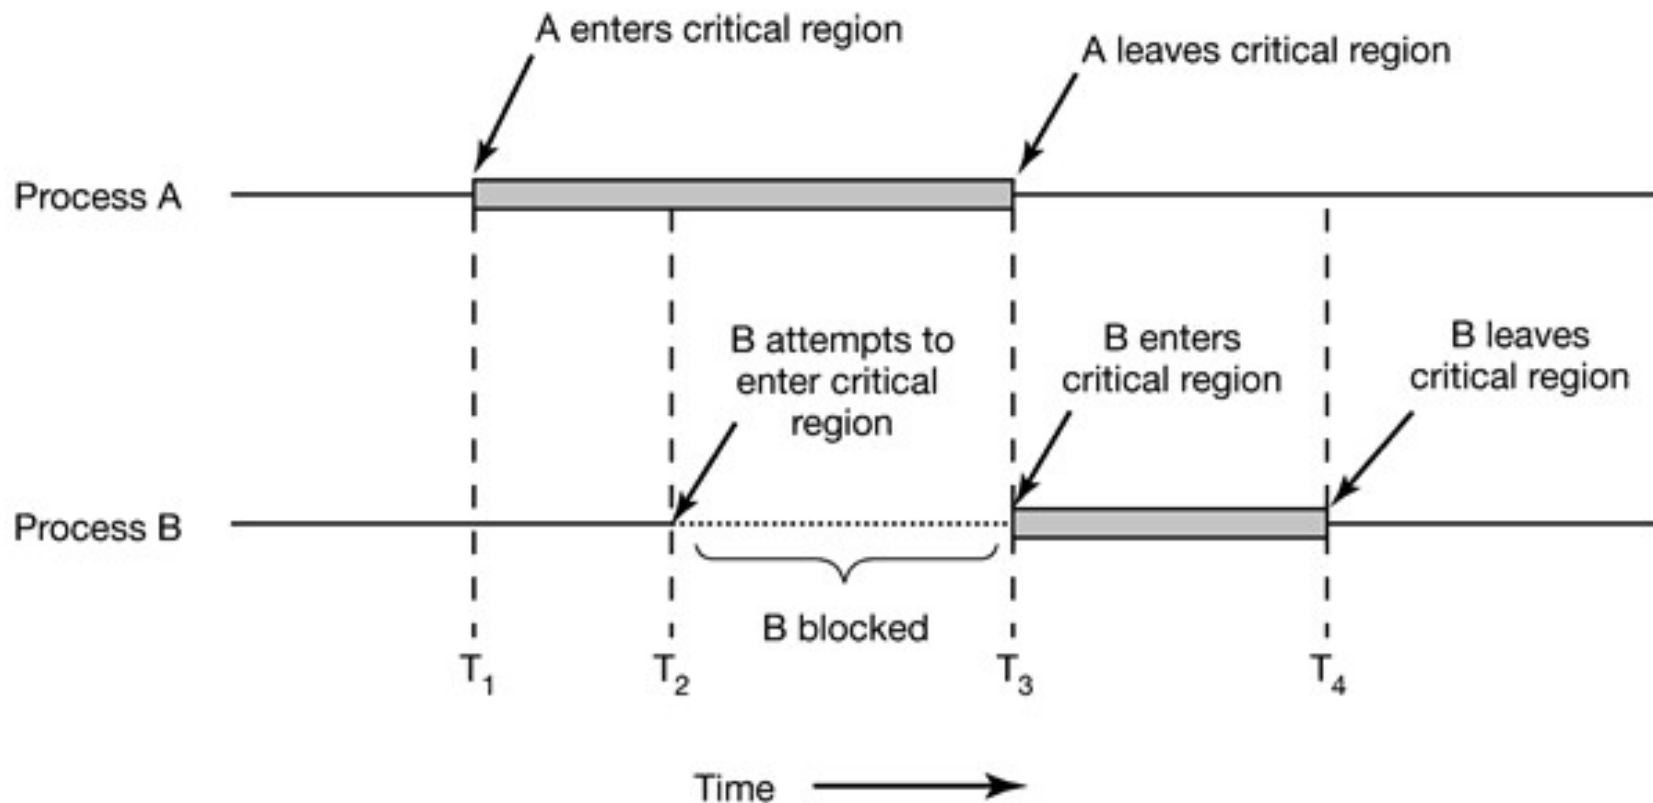 A enters critical region
A leaves critical region
Process A
B attempts to
enter critical
region
B enters
critical region
B leaves
critical region
Process B
B blocked
T1
T2
T3
T4
Time